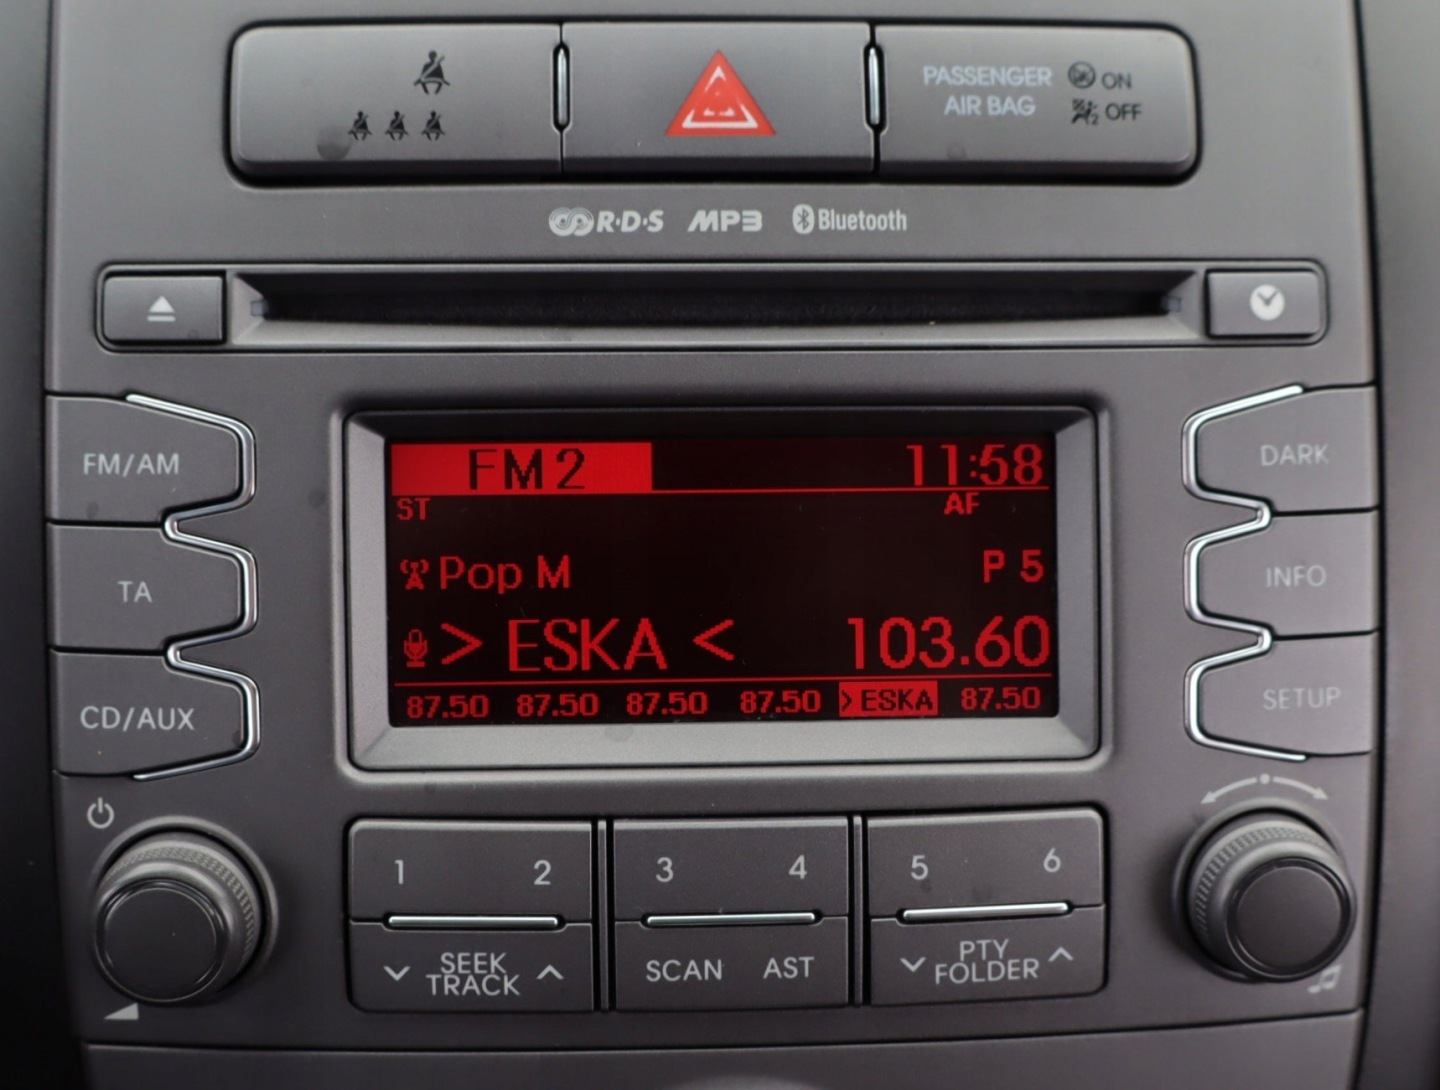 PASSENGER ON
AIR BAG 2 OFF
R·D·S MP3 Bluetooth
FM/AM
TA
CD/AUX
FM2 11:58
ST AF
Pop M P 5
> ESKA < 103.60
87.50 87.50 87.50 87.50 >ESKA 87.50
DARK
INFO
SETUP
1 2 3 4 5 6
SEEK
TRACK
SCAN AST
PTY
FOLDER